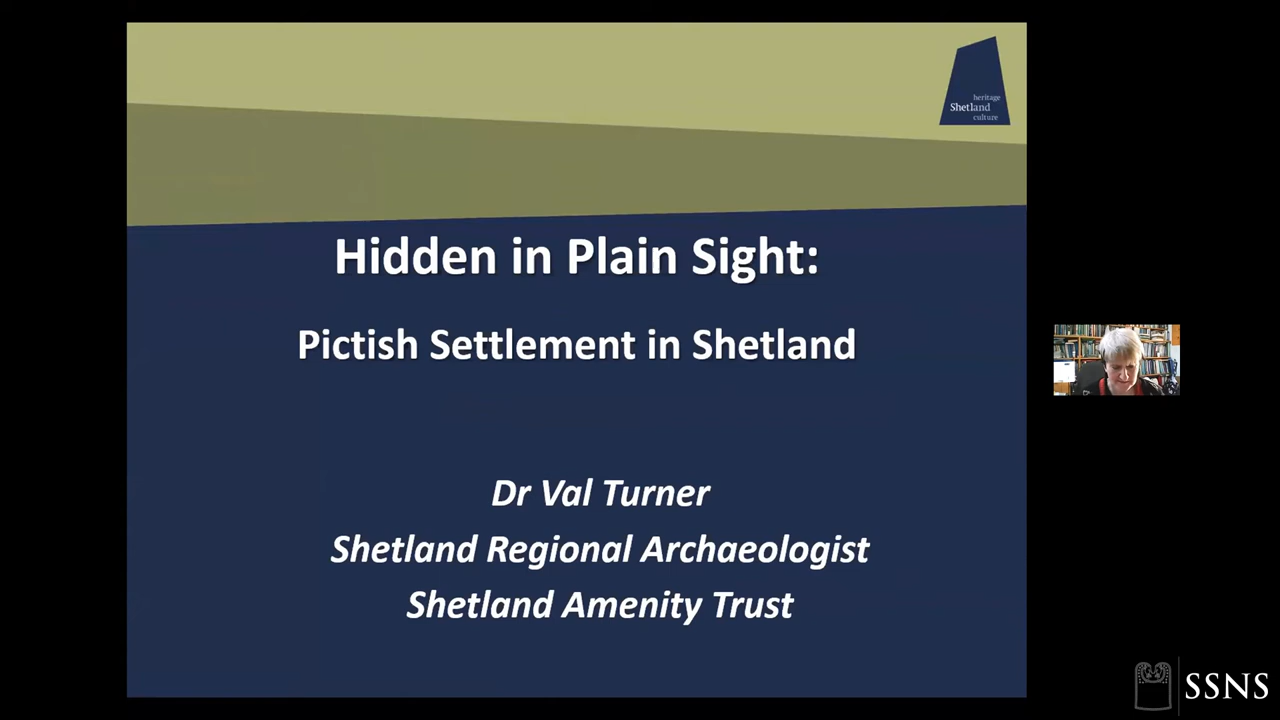 heritage
Shetland
culture
Hidden in Plain Sight:
Pictish Settlement in Shetland
Dr Val Turner
Shetland Regional Archaeologist
Shetland Amenity Trust
SSNS